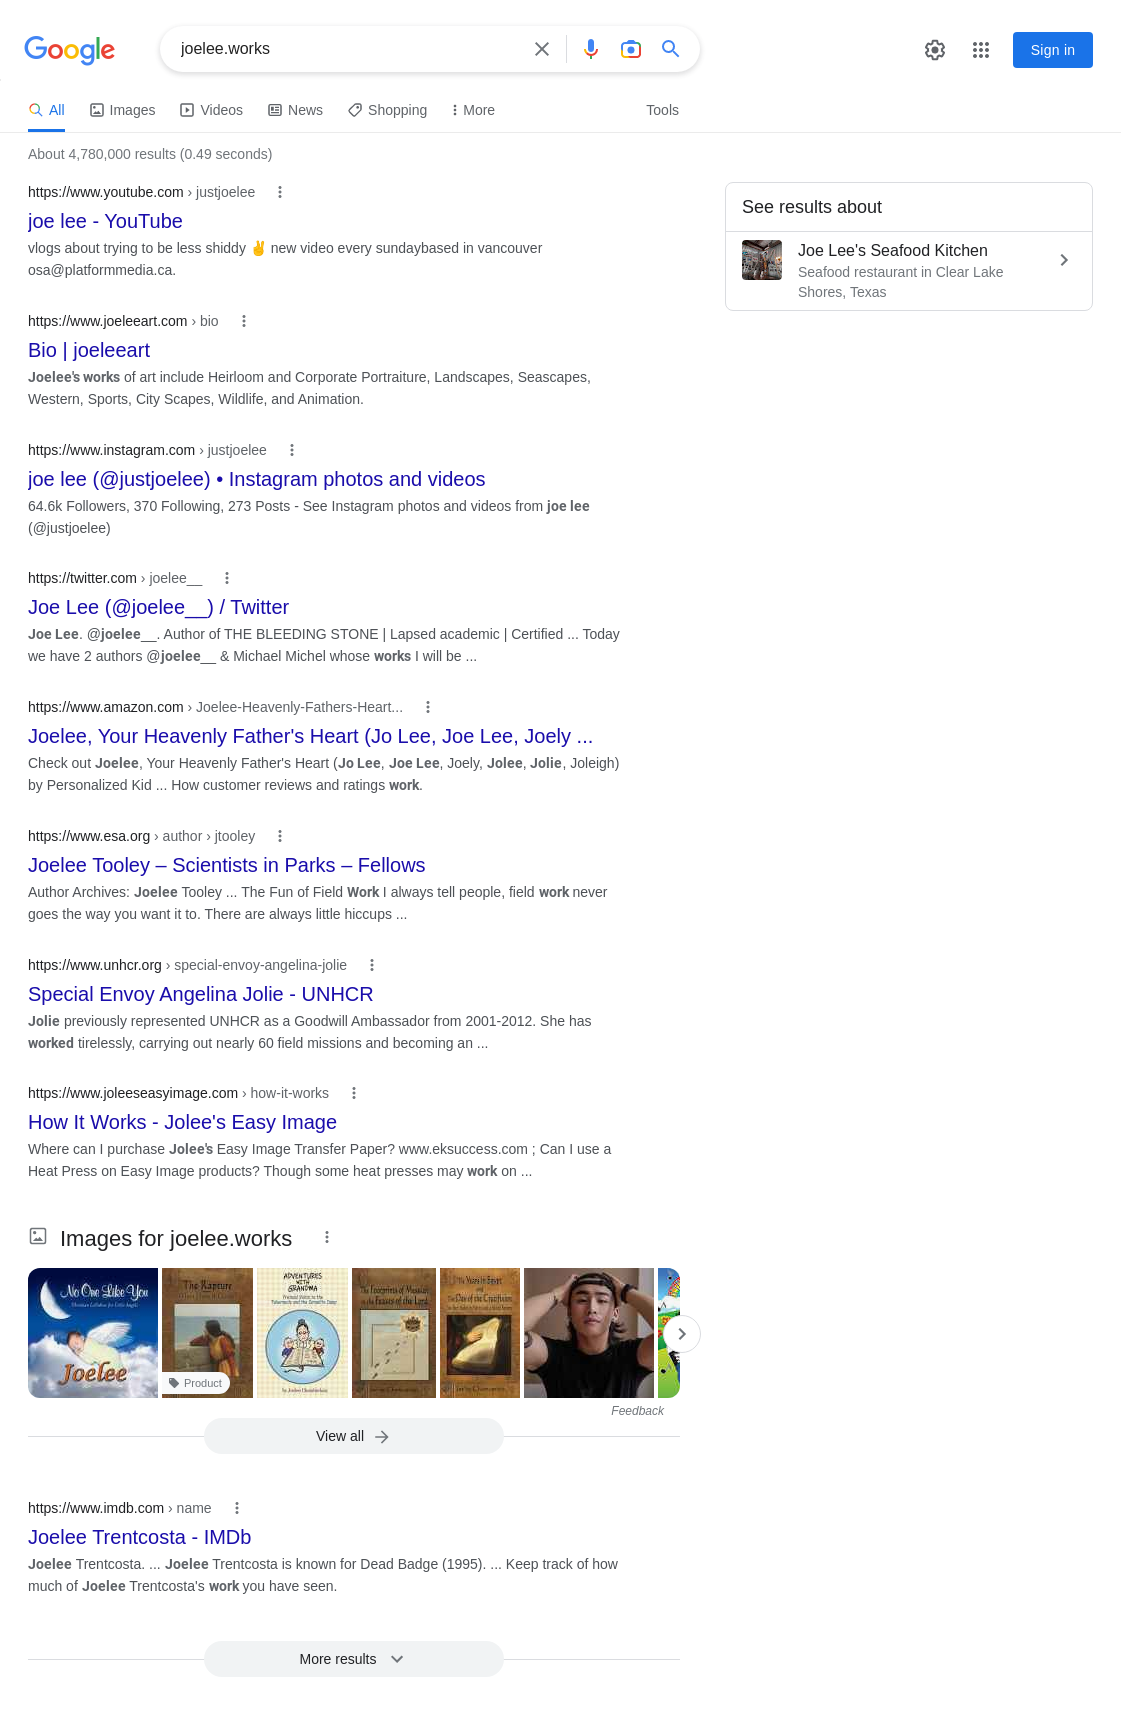 Google
joelee.works
Sign in
All
Images
Videos
News
Shopping
More
Tools
About 4,780,000 results (0.49 seconds)
https://www.youtube.com › justjoelee
joe lee - YouTube
vlogs about trying to be less shiddy ✌️ new video every sundaybased in vancouver
osa@platformmedia.ca.
https://www.joeleeart.com › bio
Bio | joeleeart
Joelee's works of art include Heirloom and Corporate Portraiture, Landscapes, Seascapes,
Western, Sports, City Scapes, Wildlife, and Animation.
https://www.instagram.com › justjoelee
joe lee (@justjoelee) • Instagram photos and videos
64.6k Followers, 370 Following, 273 Posts - See Instagram photos and videos from joe lee
(@justjoelee)
https://twitter.com › joelee__
Joe Lee (@joelee__) / Twitter
Joe Lee. @joelee__. Author of THE BLEEDING STONE | Lapsed academic | Certified ... Today
we have 2 authors @joelee__ & Michael Michel whose works I will be ...
https://www.amazon.com › Joelee-Heavenly-Fathers-Heart...
Joelee, Your Heavenly Father's Heart (Jo Lee, Joe Lee, Joely ...
Check out Joelee, Your Heavenly Father's Heart (Jo Lee, Joe Lee, Joely, Jolee, Jolie, Joleigh)
by Personalized Kid ... How customer reviews and ratings work.
https://www.esa.org › author › jtooley
Joelee Tooley – Scientists in Parks – Fellows
Author Archives: Joelee Tooley ... The Fun of Field Work I always tell people, field work never
goes the way you want it to. There are always little hiccups ...
https://www.unhcr.org › special-envoy-angelina-jolie
Special Envoy Angelina Jolie - UNHCR
Jolie previously represented UNHCR as a Goodwill Ambassador from 2001-2012. She has
worked tirelessly, carrying out nearly 60 field missions and becoming an ...
https://www.joleeseasyimage.com › how-it-works
How It Works - Jolee's Easy Image
Where can I purchase Jolee's Easy Image Transfer Paper? www.eksuccess.com ; Can I use a
Heat Press on Easy Image products? Though some heat presses may work on ...
Images for joelee.works
No One Like You
Joelee
The Rapture
Product
ADVENTURES
WITH
GRANDMA
Feedback
View all
https://www.imdb.com › name
Joelee Trentcosta - IMDb
Joelee Trentcosta. ... Joelee Trentcosta is known for Dead Badge (1995). ... Keep track of how
much of Joelee Trentcosta's work you have seen.
More results
See results about
Joe Lee's Seafood Kitchen
Seafood restaurant in Clear Lake
Shores, Texas